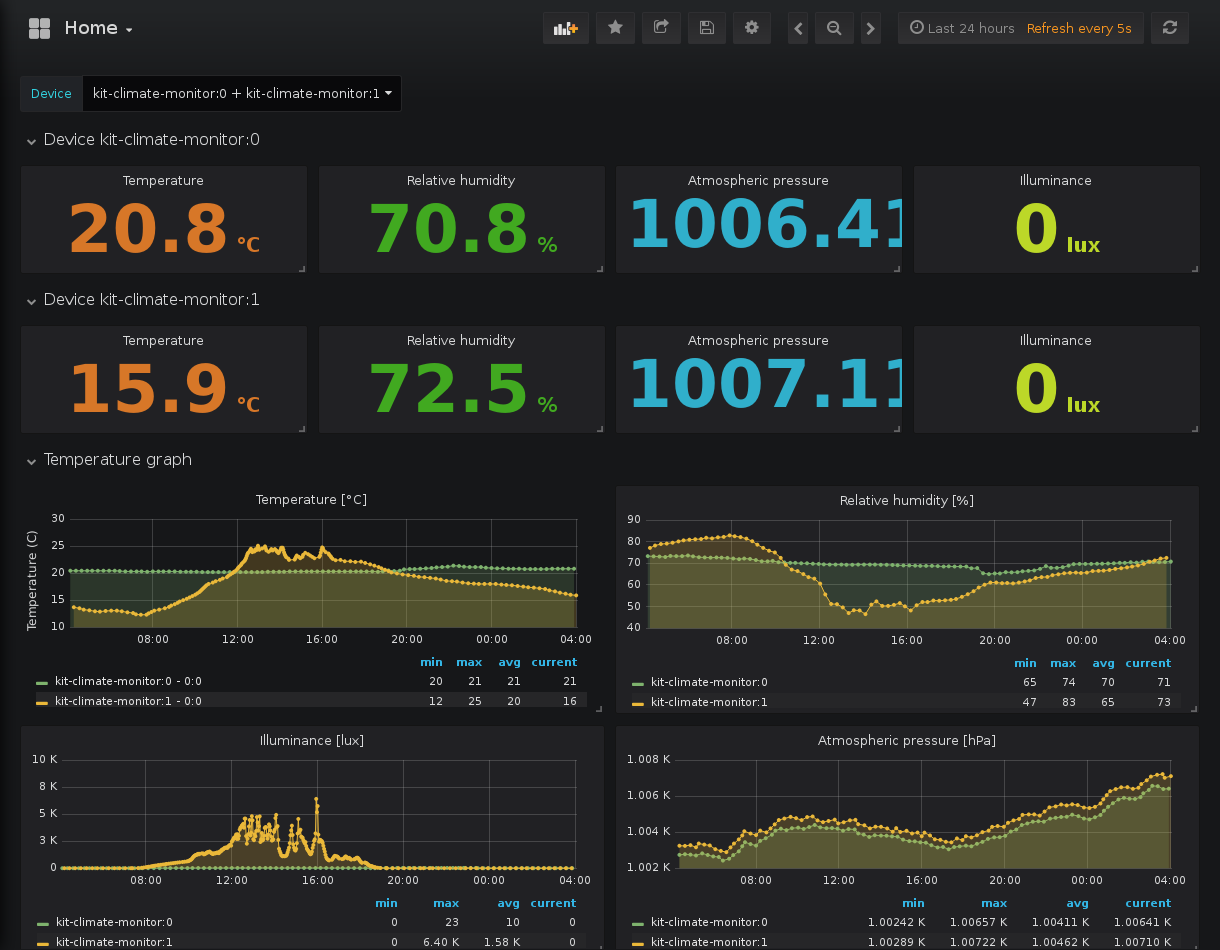 Home
Last 24 hours Refresh every 5s
Device kit-climate-monitor:0 + kit-climate-monitor:1
Device kit-climate-monitor:0
Temperature Relative humidity Atmospheric pressure Illuminance
20.8 °C 70.8 % 1006.41 0 lux
Device kit-climate-monitor:1
Temperature Relative humidity Atmospheric pressure Illuminance
15.9 °C 72.5 % 1007.11 0 lux
Temperature graph
Temperature [°C]
Temperature (C)
30
25
20
15
10
08:00 12:00 16:00 20:00 00:00 04:00
min max avg current
kit-climate-monitor:0 - 0:0 20 21 21 21
kit-climate-monitor:1 - 0:0 12 25 20 16
Relative humidity [%]
90
80
70
60
50
40
08:00 12:00 16:00 20:00 00:00 04:00
min max avg current
kit-climate-monitor:0 65 74 70 71
kit-climate-monitor:1 47 83 65 73
Illuminance [lux]
10 K
8 K
5 K
3 K
0
08:00 12:00 16:00 20:00 00:00 04:00
min max avg current
kit-climate-monitor:0 0 23 10 0
kit-climate-monitor:1 0 6.40 K 1.58 K 0
Atmospheric pressure [hPa]
1.008 K
1.006 K
1.004 K
1.002 K
08:00 12:00 16:00 20:00 00:00 04:00
min max avg current
kit-climate-monitor:0 1.00242 K 1.00657 K 1.00411 K 1.00641 K
kit-climate-monitor:1 1.00289 K 1.00722 K 1.00462 K 1.00710 K